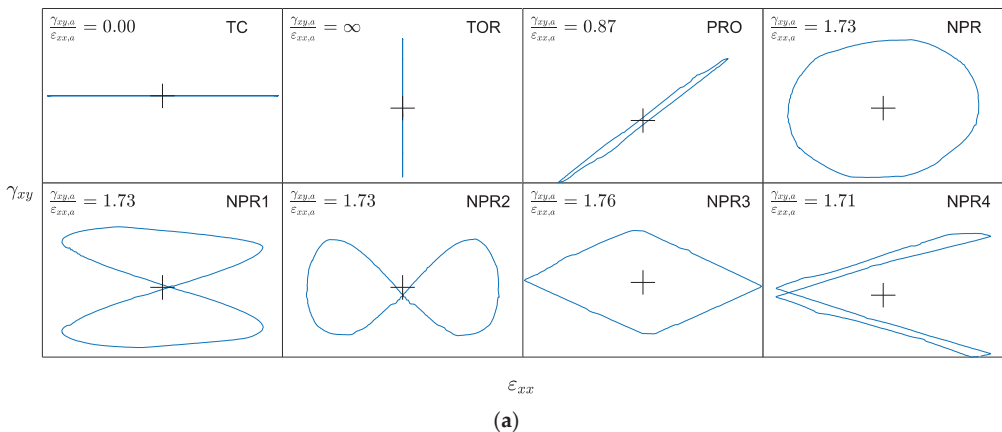 γxy,a/εxx,a = 0.00 TC
γxy,a/εxx,a = ∞ TOR
γxy,a/εxx,a = 0.87 PRO
γxy,a/εxx,a = 1.73 NPR
γxy
γxy,a/εxx,a = 1.73 NPR1
γxy,a/εxx,a = 1.73 NPR2
γxy,a/εxx,a = 1.76 NPR3
γxy,a/εxx,a = 1.71 NPR4
εxx
(a)